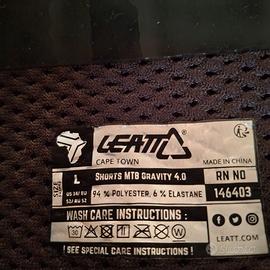 LEATT
CAPE TOWN
MADE IN CHINA
L
SHORTS MTB GRAVITY 4.0
RN NO
US 34/ EU
52/ AU 52
94 % POLYESTER, 6 % ELASTANE
146403
WASH CARE INSTRUCTIONS :
! SEE SPECIAL CARE INSTRUCTIONS !
LEATT.COM